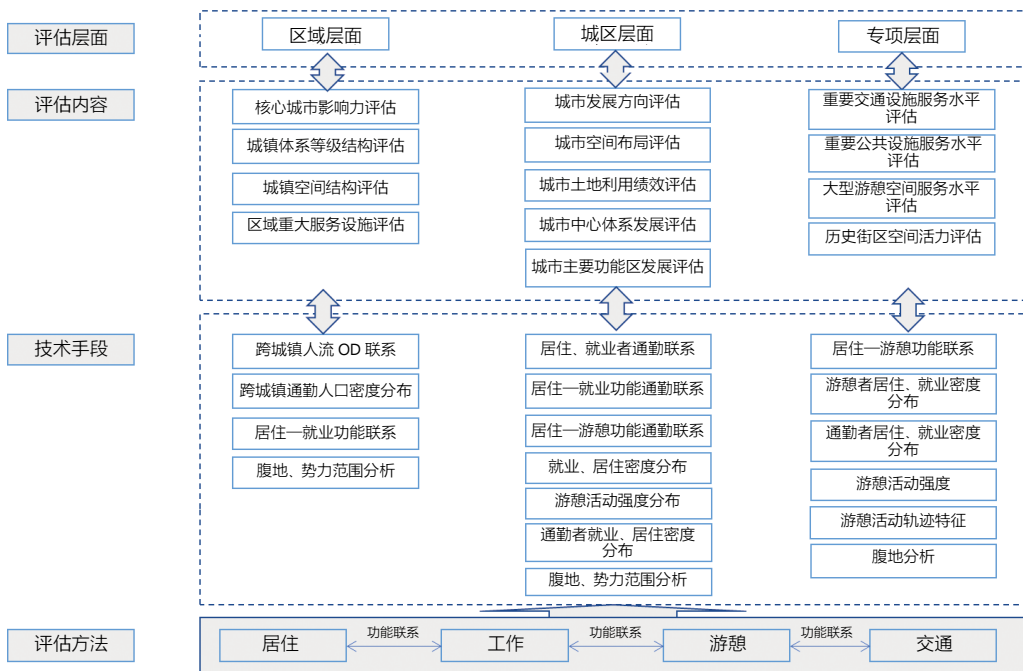 评估层面
区域层面
城区层面
专项层面
评估内容
核心城市影响力评估
城镇体系等级结构评估
城镇空间结构评估
区域重大服务设施评估
城市发展方向评估
城市空间布局评估
城市土地利用绩效评估
城市中心体系发展评估
城市主要功能区发展评估
重要交通设施服务水平
评估
重要公共设施服务水平
评估
大型游憩空间服务水平
评估
历史街区空间活力评估
技术手段
跨城镇人流 OD 联系
跨城镇通勤人口密度分布
居住—就业功能联系
腹地、势力范围分析
居住、就业者通勤联系
居住—就业功能通勤联系
居住—游憩功能通勤联系
就业、居住密度分布
游憩活动强度分布
通勤者就业、居住密度
分布
腹地、势力范围分析
居住—游憩功能联系
游憩者居住、就业密度
分布
通勤者居住、就业密度
分布
游憩活动强度
游憩活动轨迹特征
腹地分析
评估方法
居住
功能联系
工作
功能联系
游憩
功能联系
交通